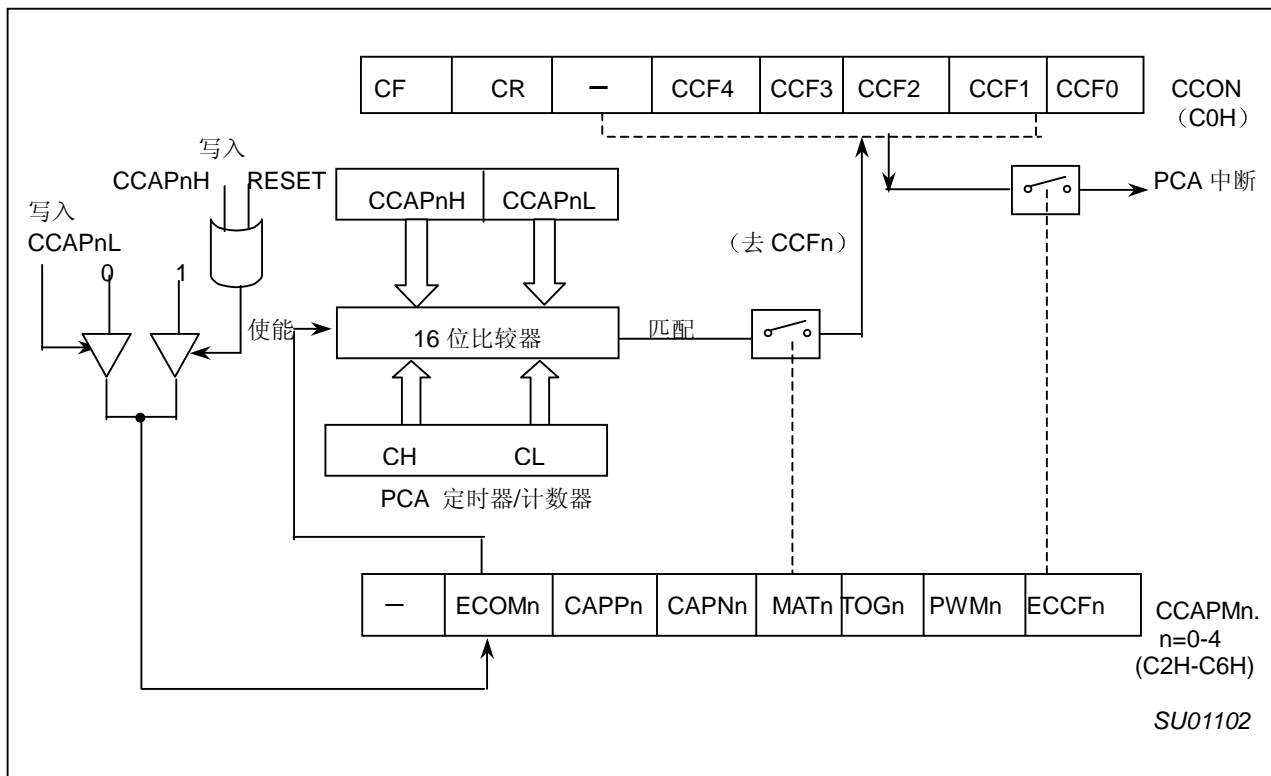 CF CR — CCF4 CCF3 CCF2 CCF1 CCF0
CCON
（C0H）
写入
CCAPnH RESET
写入
CCAPnL
0 1
CCAPnH CCAPnL
（去 CCFn）
PCA 中断
使能
16 位比较器
匹配
CH CL
PCA 定时器/计数器
— ECOMn CAPPn CAPNn MATn TOGn PWMn ECCFn
CCAPMn.
n=0-4
(C2H-C6H)
SU01102